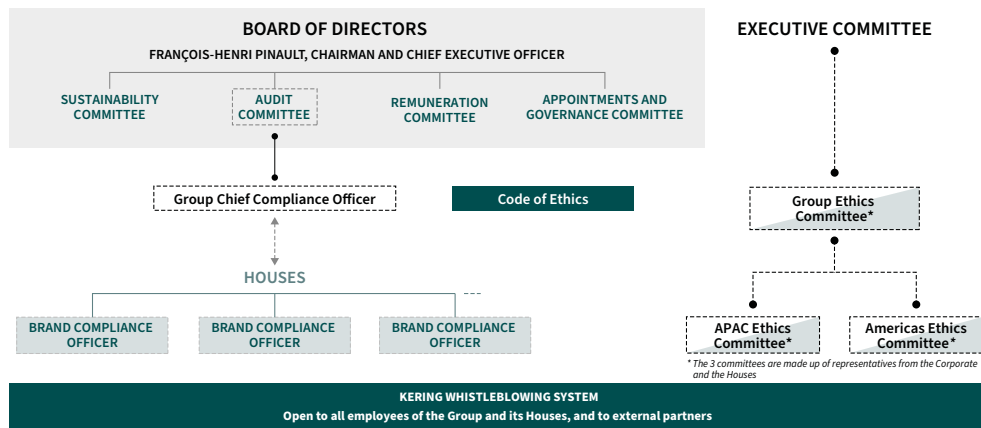 BOARD OF DIRECTORS
FRANÇOIS-HENRI PINAULT, CHAIRMAN AND CHIEF EXECUTIVE OFFICER
SUSTAINABILITY
COMMITTEE
AUDIT
COMMITTEE
REMUNERATION
COMMITTEE
APPOINTMENTS AND
GOVERNANCE COMMITTEE
EXECUTIVE COMMITTEE
Group Chief Compliance Officer
Code of Ethics
Group Ethics
Committee*
HOUSES
BRAND COMPLIANCE
OFFICER
BRAND COMPLIANCE
OFFICER
BRAND COMPLIANCE
OFFICER
APAC Ethics
Committee*
Americas Ethics
Committee*
* The 3 committees are made up of representatives from the Corporate
and the Houses
KERING WHISTLEBLOWING SYSTEM
Open to all employees of the Group and its Houses, and to external partners